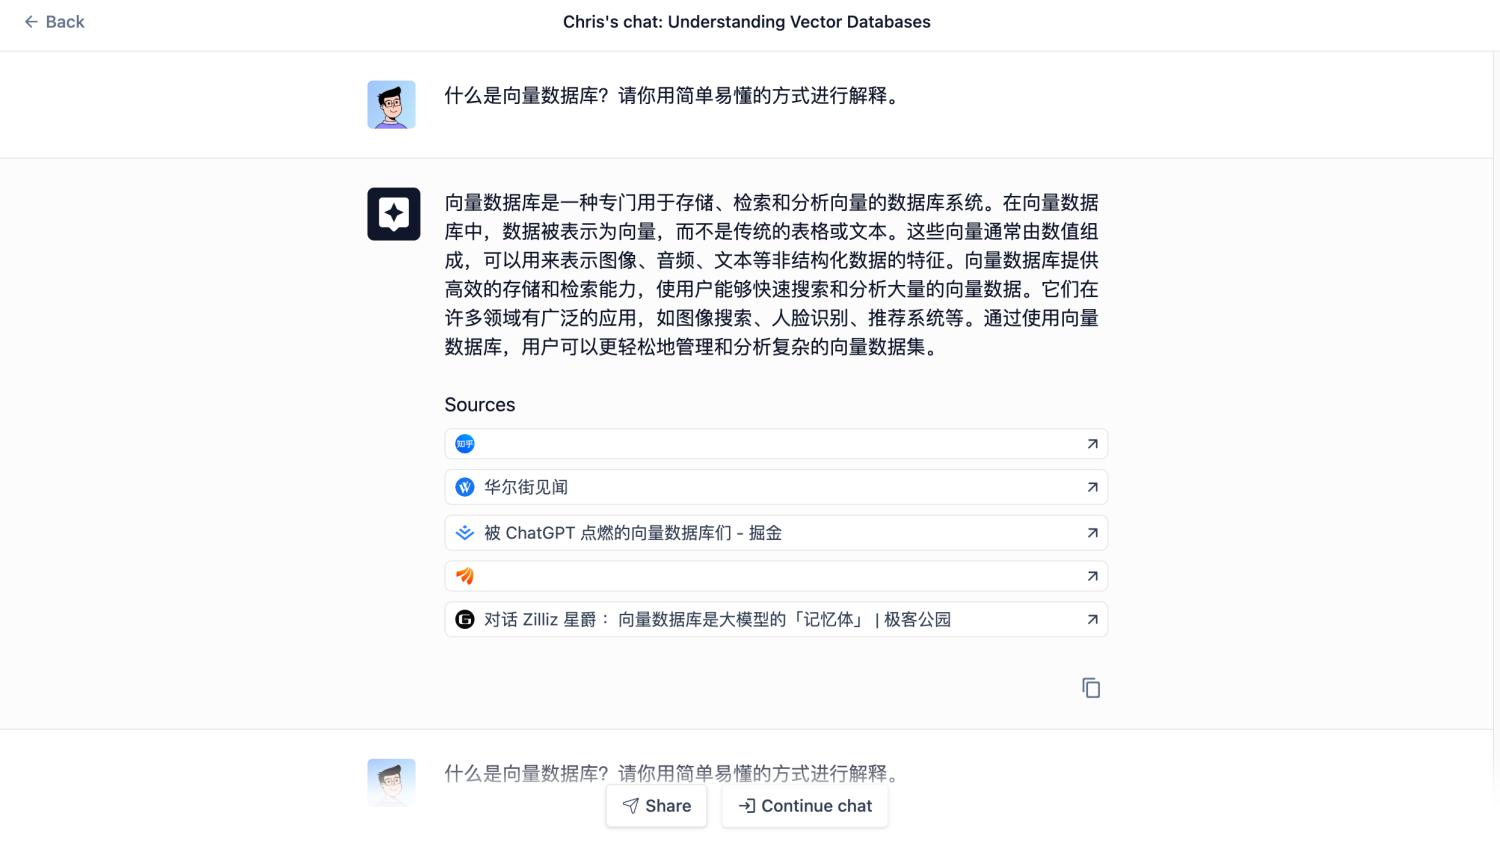 Back
Chris's chat: Understanding Vector Databases
什么是向量数据库？请你用简单易懂的方式进行解释。
向量数据库是一种专门用于存储、检索和分析向量的数据库系统。在向量数据
库中，数据被表示为向量，而不是传统的表格或文本。这些向量通常由数值组
成，可以用来表示图像、音频、文本等非结构化数据的特征。向量数据库提供
高效的存储和检索能力，使用户能够快速搜索和分析大量的向量数据。它们在
许多领域有广泛的应用，如图像搜索、人脸识别、推荐系统等。通过使用向量
数据库，用户可以更轻松地管理和分析复杂的向量数据集。
Sources
知乎
华尔街见闻
被 ChatGPT 点燃的向量数据库们 - 掘金
对话 Zilliz 星爵： 向量数据库是大模型的「记忆体」 | 极客公园
什么是向量数据库？请你用简单易懂的方式进行解释。
Share
Continue chat